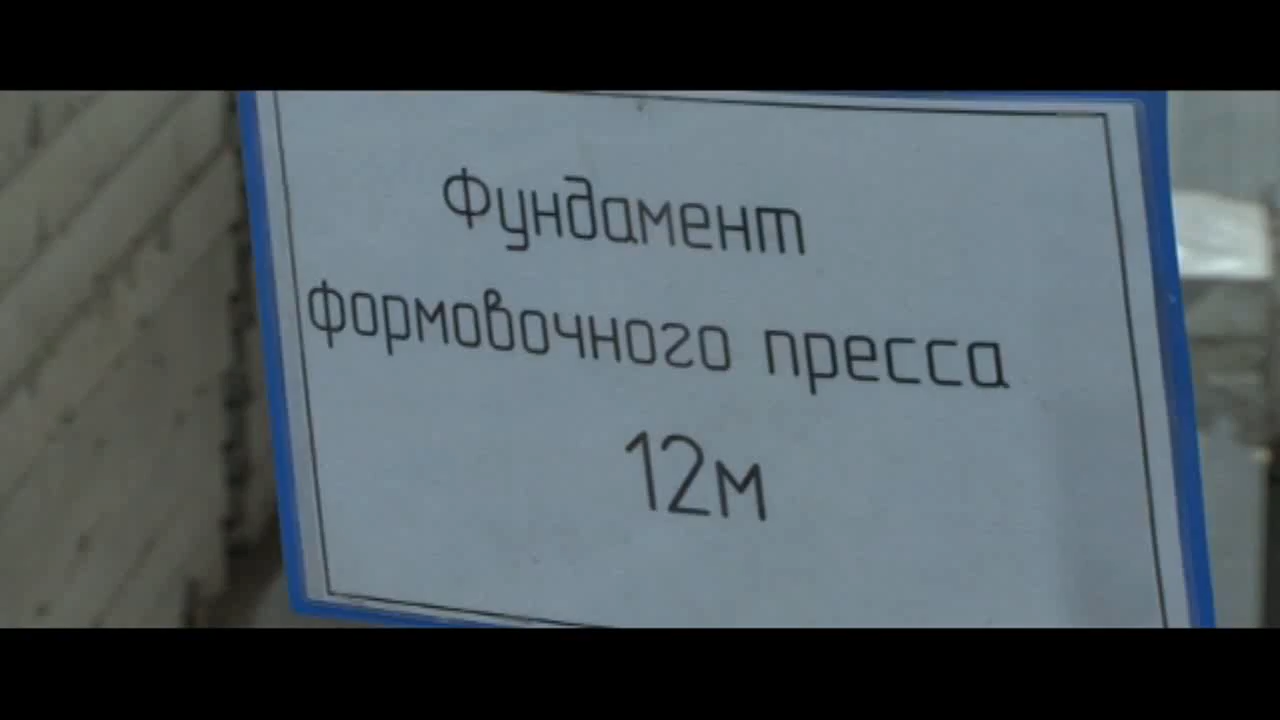 Фундамент
формовочного пресса
12м